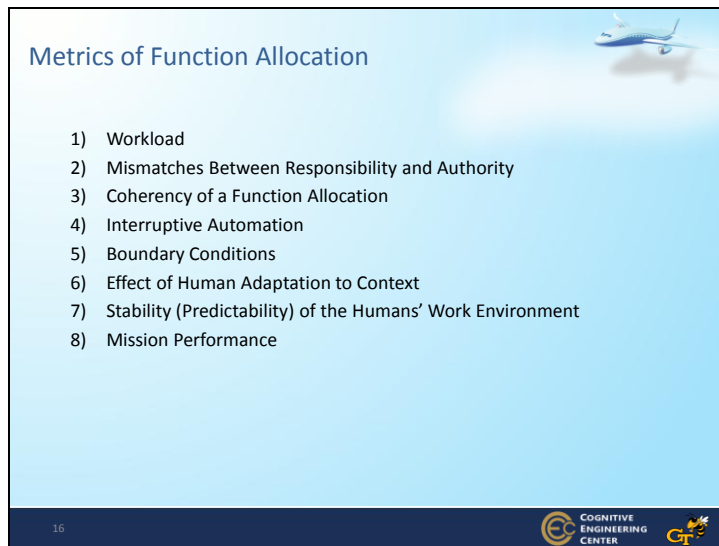 Metrics of Function Allocation
1) Workload
2) Mismatches Between Responsibility and Authority
3) Coherency of a Function Allocation
4) Interruptive Automation
5) Boundary Conditions
6) Effect of Human Adaptation to Context
7) Stability (Predictability) of the Humans' Work Environment
8) Mission Performance
16
COGNITIVE
ENGINEERING
CENTER
GT